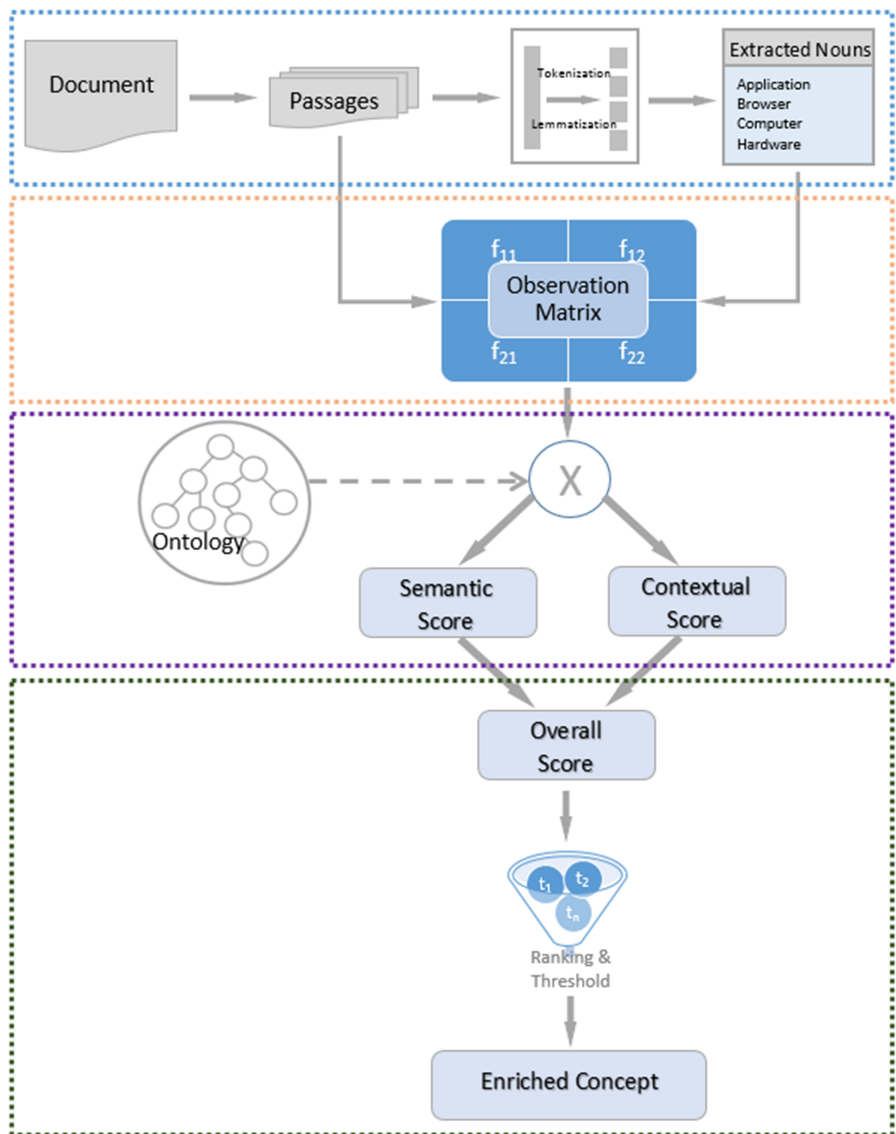 Document
Passages
Tokenization
Lemmatization
Extracted Nouns
Application
Browser
Computer
Hardware
f11
f12
Observation
Matrix
f21
f22
X
Ontology
Semantic
Score
Contextual
Score
Overall
Score
t1
t2
tn
Ranking &
Threshold
Enriched Concept